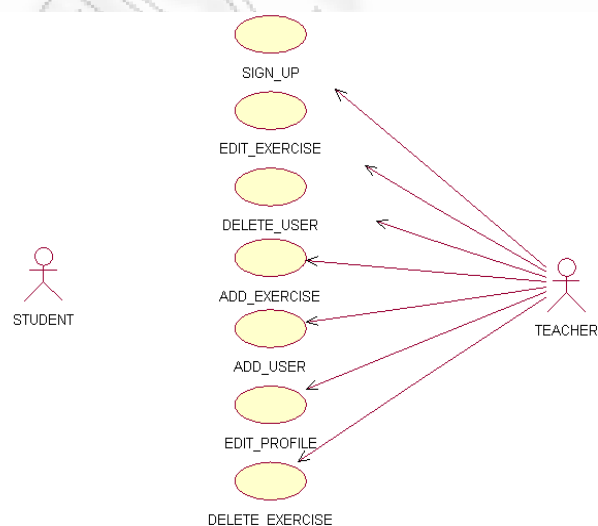 SIGN_UP
EDIT_EXERCISE
DELETE_USER
ADD_EXERCISE
STUDENT
TEACHER
ADD_USER
EDIT_PROFILE
DELETE_EXERCISE